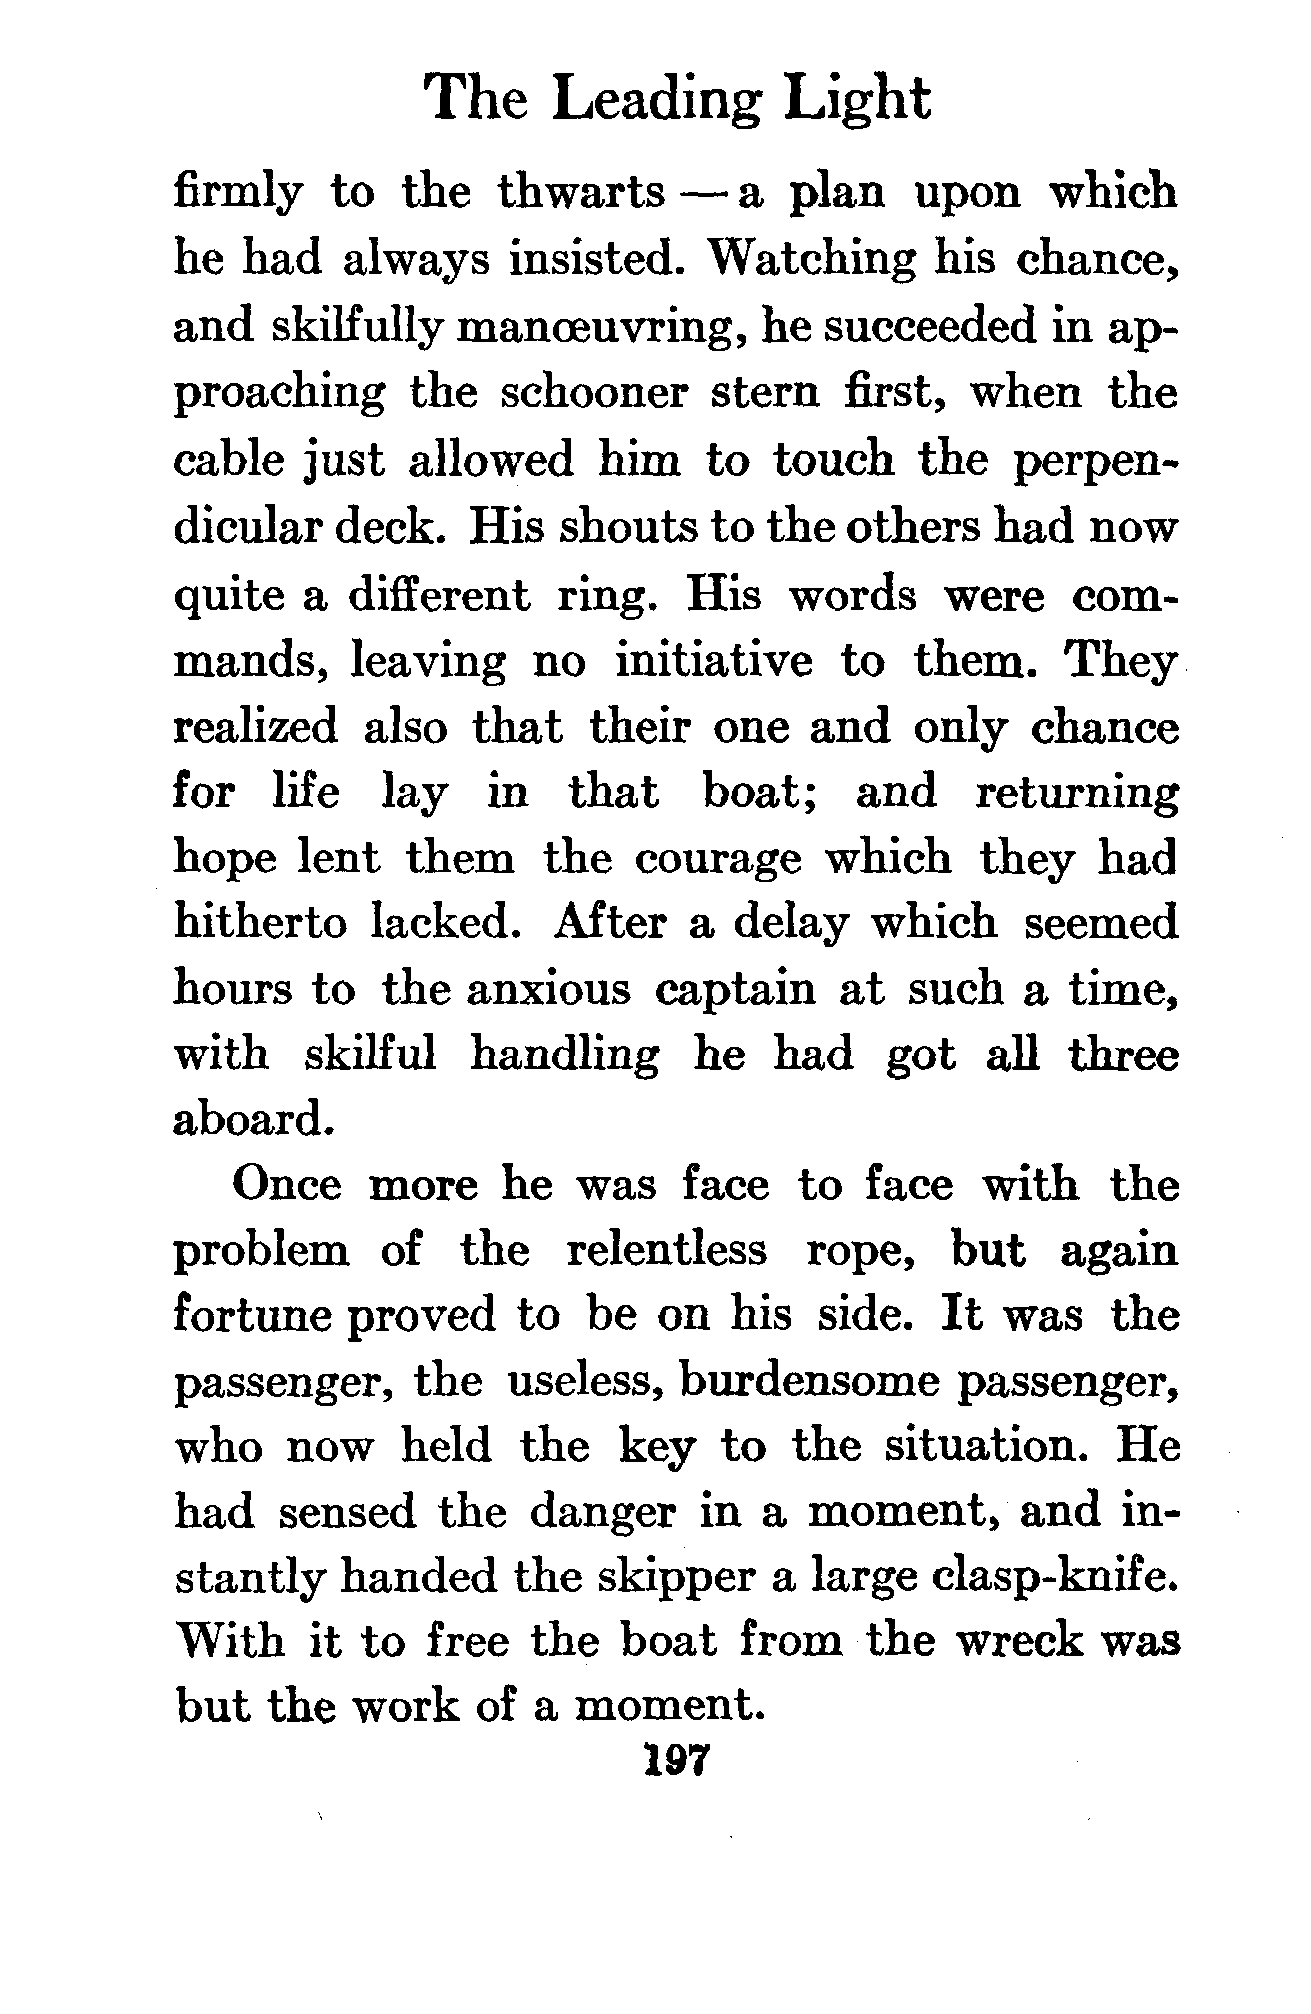 The Leading Light
firmly to the thwarts — a plan upon which
he had always insisted. Watching his chance,
and skilfully manœuvring, he succeeded in ap-
proaching the schooner stern first, when the
cable just allowed him to touch the perpen-
dicular deck. His shouts to the others had now
quite a different ring. His words were com-
mands, leaving no initiative to them. They
realized also that their one and only chance
for life lay in that boat; and returning
hope lent them the courage which they had
hitherto lacked. After a delay which seemed
hours to the anxious captain at such a time,
with skilful handling he had got all three
aboard.
Once more he was face to face with the
problem of the relentless rope, but again
fortune proved to be on his side. It was the
passenger, the useless, burdensome passenger,
who now held the key to the situation. He
had sensed the danger in a moment, and in-
stantly handed the skipper a large clasp-knife.
With it to free the boat from the wreck was
but the work of a moment.
197